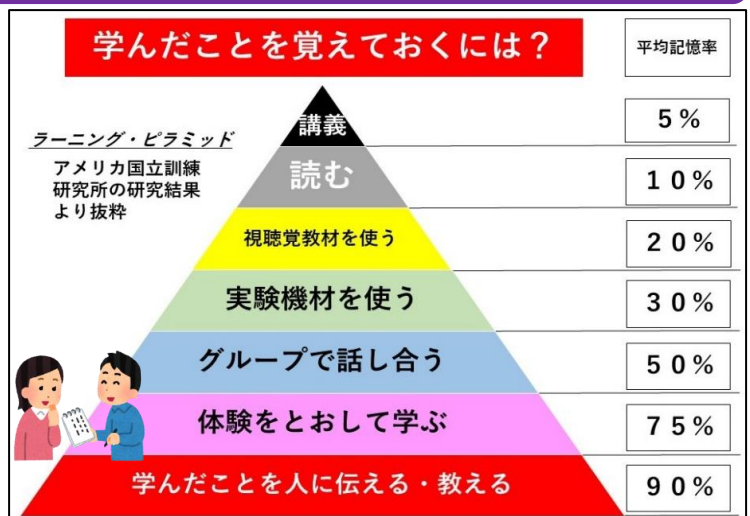 学んだことを覚えておくには？
平均記憶率
ラーニング・ピラミッド
アメリカ国立訓練
研究所の研究結果
より抜粋
講義
５％
読む
１０％
視聴覚教材を使う
２０％
実験機材を使う
３０％
グループで話し合う
５０％
体験をとおして学ぶ
７５％
学んだことを人に伝える・教える
９０％